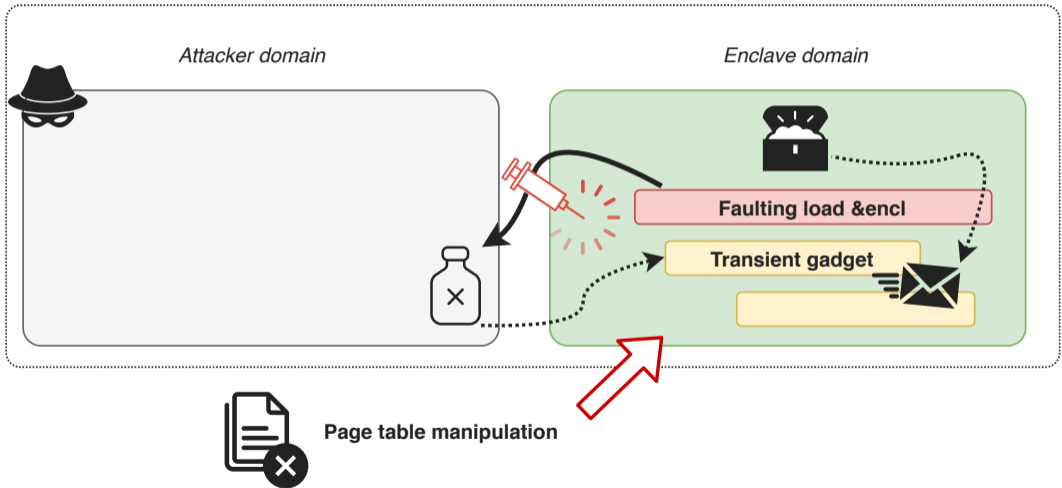 Attacker domain
Enclave domain
Faulting load &encl
Transient gadget
Page table manipulation